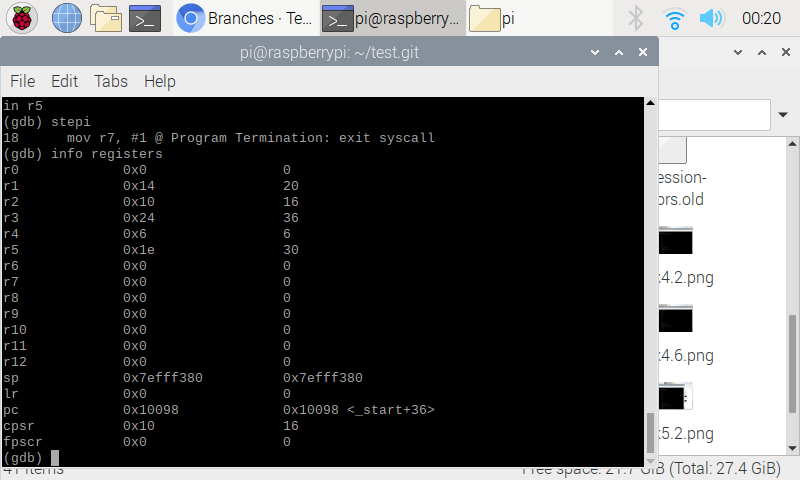 Branches · Te...
pi@raspberry...
pi
00:20
pi@raspberrypi: ~/test.git
File Edit Tabs Help
in r5
(gdb) stepi
18 mov r7, #1 @ Program Termination: exit syscall
(gdb) info registers
r0 0x0 0
r1 0x14 20
r2 0x10 16
r3 0x24 36
r4 0x6 6
r5 0x1e 30
r6 0x0 0
r7 0x0 0
r8 0x0 0
r9 0x0 0
r10 0x0 0
r11 0x0 0
r12 0x0 0
sp 0x7efff380 0x7efff380
lr 0x0 0
pc 0x10098 0x10098 <_start+36>
cpsr 0x10 16
fpscr 0x0 0
(gdb)
ession-
ors.old
x4.2.png
x4.6.png
x5.2.png
41 items
Free space: 21.7 GiB (Total: 27.4 GiB)